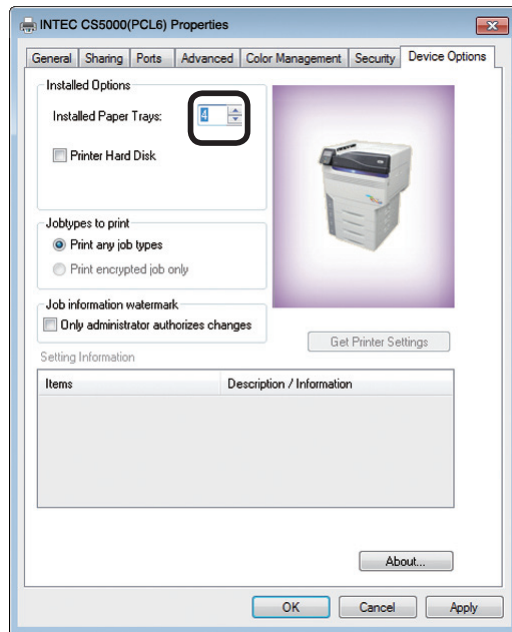 INTEC CS5000(PCL6) Properties
General Sharing Ports Advanced Color Management Security Device Options
Installed Options
Installed Paper Trays: 4
Printer Hard Disk
Jobtypes to print
Print any job types
Print encrypted job only
Job information watermark
Only administrator authorizes changes
Get Printer Settings
Setting Information
Items Description / Information
About...
OK Cancel Apply